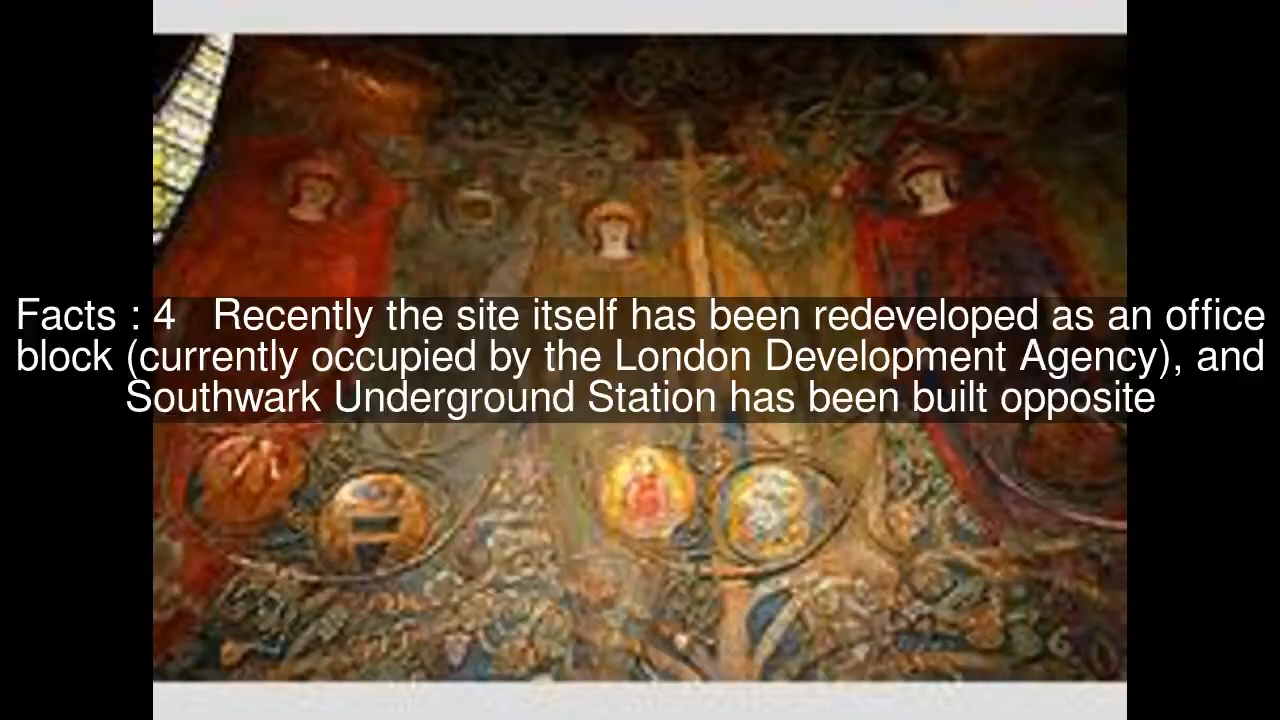 Facts : 4 Recently the site itself has been redeveloped as an office
block (currently occupied by the London Development Agency), and
Southwark Underground Station has been built opposite